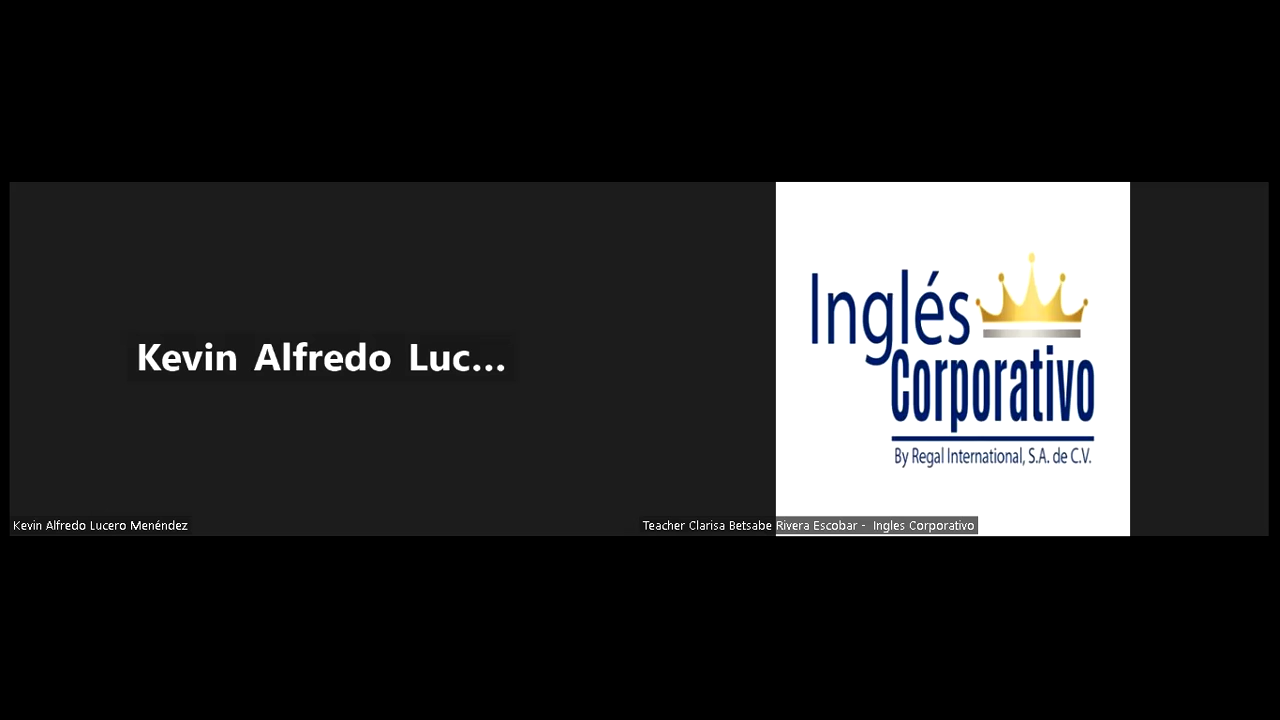 Kevin Alfredo Luc...
Inglés
Corporativo
By Regal International, S.A. de C.V.
Kevin Alfredo Lucero Menéndez
Teacher Clarisa Betsabe Rivera Escobar - Ingles Corporativo